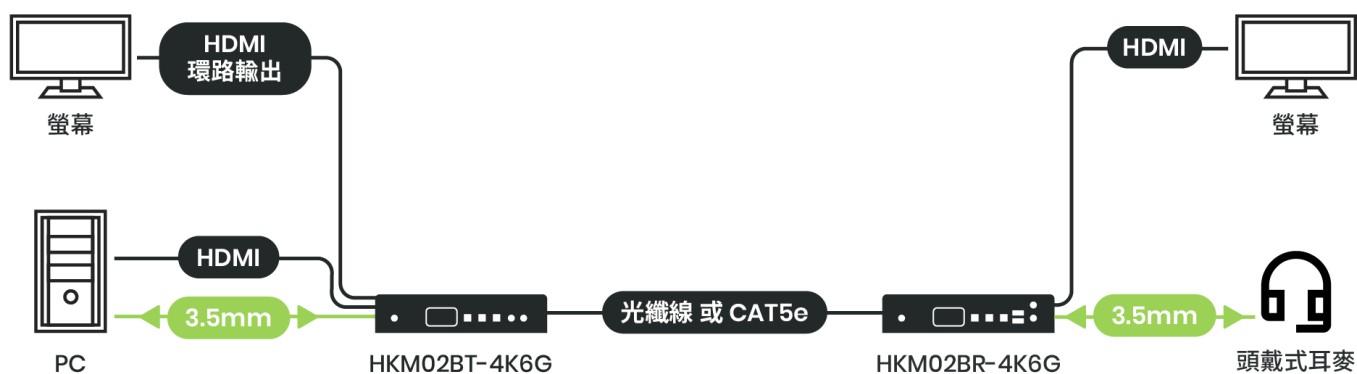 HDMI
環路輸出
螢幕
HDMI
螢幕
HDMI
3.5mm
光纖線 或 CAT5e
3.5mm
PC
HKM02BT-4K6G
HKM02BR-4K6G
頭戴式耳麥